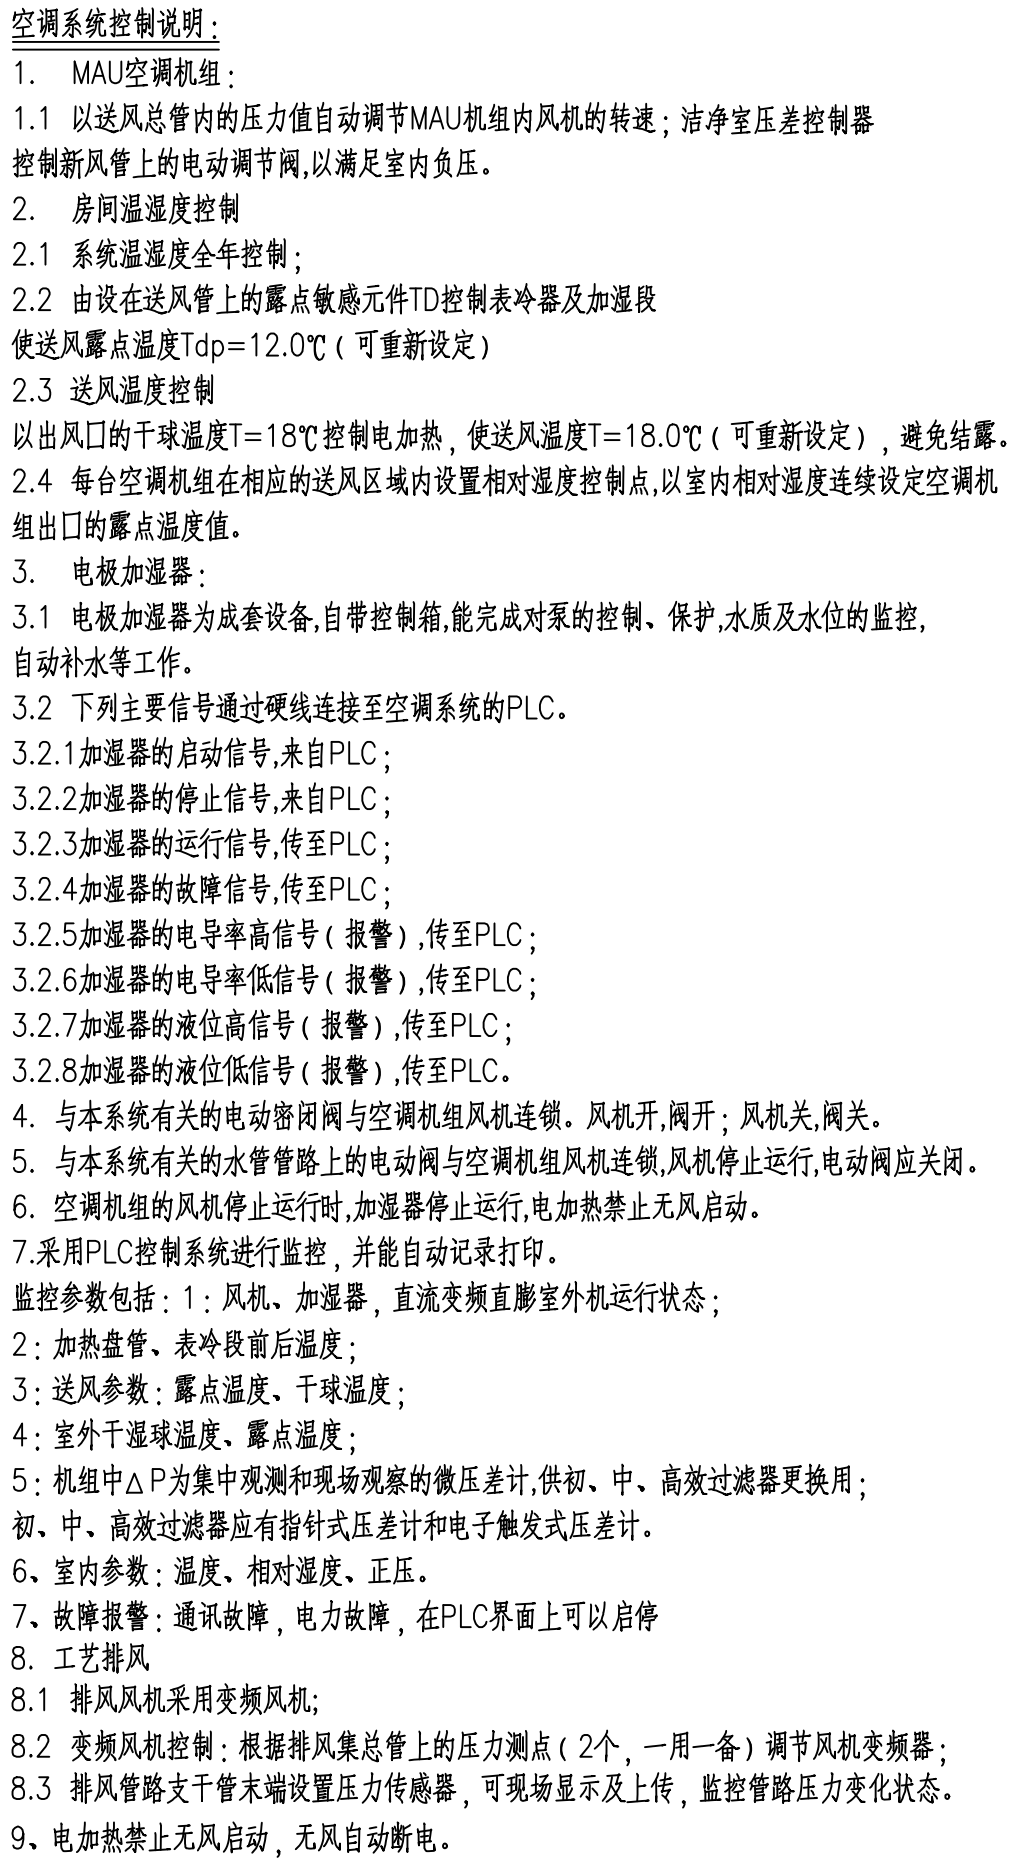 空调系统控制说明：
1. MAU空调机组：
1.1 以送风总管内的压力值自动调节MAU机组内风机的转速；洁净室压差控制器
控制新风管上的电动调节阀,以满足室内负压。
2. 房间温湿度控制
2.1 系统温湿度全年控制；
2.2 由设在送风管上的露点敏感元件TD控制表冷器及加湿段
使送风露点温度Tdp=12.0℃（可重新设定）
2.3 送风温度控制
以出风口的干球温度T=18℃控制电加热，使送风温度T=18.0℃（可重新设定），避免结露。
2.4 每台空调机组在相应的送风区域内设置相对湿度控制点,以室内相对湿度连续设定空调机
组出口的露点温度值。
3. 电极加湿器：
3.1 电极加湿器为成套设备,自带控制箱,能完成对泵的控制、保护,水质及水位的监控,
自动补水等工作。
3.2 下列主要信号通过硬线连接至空调系统的PLC。
3.2.1加湿器的启动信号,来自PLC；
3.2.2加湿器的停止信号,来自PLC；
3.2.3加湿器的运行信号,传至PLC；
3.2.4加湿器的故障信号,传至PLC；
3.2.5加湿器的电导率高信号（报警）,传至PLC；
3.2.6加湿器的电导率低信号（报警）,传至PLC；
3.2.7加湿器的液位高信号（报警）,传至PLC；
3.2.8加湿器的液位低信号（报警）,传至PLC。
4. 与本系统有关的电动密闭阀与空调机组风机连锁。风机开,阀开；风机关,阀关。
5. 与本系统有关的水管管路上的电动阀与空调机组风机连锁,风机停止运行,电动阀应关闭。
6. 空调机组的风机停止运行时,加湿器停止运行,电加热禁止无风启动。
7.采用PLC控制系统进行监控，并能自动记录打印。
监控参数包括：1：风机、加湿器，直流变频直膨室外机运行状态；
2：加热盘管、表冷段前后温度；
3：送风参数：露点温度、干球温度；
4：室外干湿球温度、露点温度；
5：机组中△P为集中观测和现场观察的微压差计,供初、中、高效过滤器更换用；
初、中、高效过滤器应有指针式压差计和电子触发式压差计。
6、室内参数：温度、相对湿度、正压。
7、故障报警：通讯故障，电力故障，在PLC界面上可以启停
8. 工艺排风
8.1 排风风机采用变频风机;
8.2 变频风机控制：根据排风集总管上的压力测点（2个，一用一备）调节风机变频器；
8.3 排风管路支干管末端设置压力传感器，可现场显示及上传，监控管路压力变化状态。
9、电加热禁止无风启动，无风自动断电。